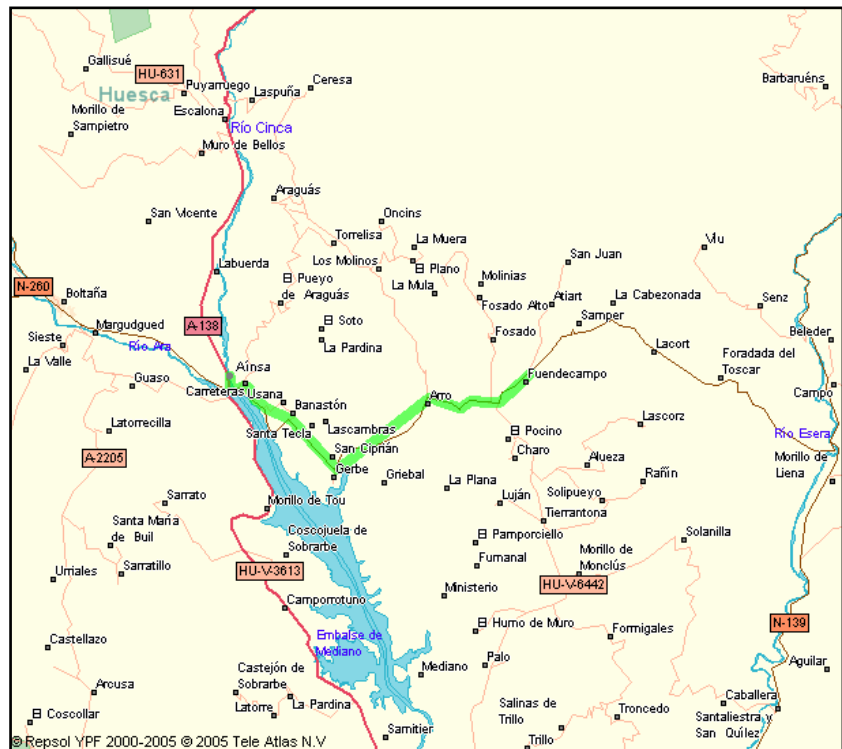 Gallisué
HU-631
Puyarruego
Laspuña
Ceresa
Barbaruéns
Huesca
Morillo de
Sampietro
Escalona
Río Cinca
Muro de Bellos
Araguás
San Vicente
Oncins
Torrelisa
La Muera
Los Molinos
El Plano
San Juan
Viu
Labuerda
El Pueyo
de Araguás
La Mula
Molinias
N-260
Boltaña
Fosado Alto
Atiart
La Cabezonada
Senz
A-138
El Soto
Samper
Margudgued
Sieste
Río Ara
La Pardina
Fosado
Beleder
Lacort
La Valle
Aínsa
Foradada del
Toscar
Guaso
Carreteras
Usana
Fuendecampo
Campo
Banastón
Arro
Latorrecilla
Santa Tecla
Lascambras
El Pocino
Lascorz
Río Esera
San Ciprián
Charo
A-2205
Gerbe
Griebal
Alueza
Morillo de
Liena
La Plana
Rañín
Sarrato
Morillo de Tou
Luján
Solipueyo
Tierrantona
Santa María
de Buil
Coscojuela de
Sobrarbe
El Pamporciello
Solanilla
Sarratillo
HU-V-3613
Fumanal
Morillo de
Monclús
Urriales
Ministerio
HU-V-6442
Camporrotuno
N-139
Castellazo
Embalse de
Mediano
El Humo de Muro
Formigales
Palo
Aguilar
Arcusa
Castejón de
Sobrarbe
Mediano
La Pardina
Caballera
El Coscollar
Latorre
Salinas de
Trillo
Troncedo
Santaliestra y
San Quílez
Samitier
Trillo
© Repsol YPF 2000-2005 © 2005 Tele Atlas N.V